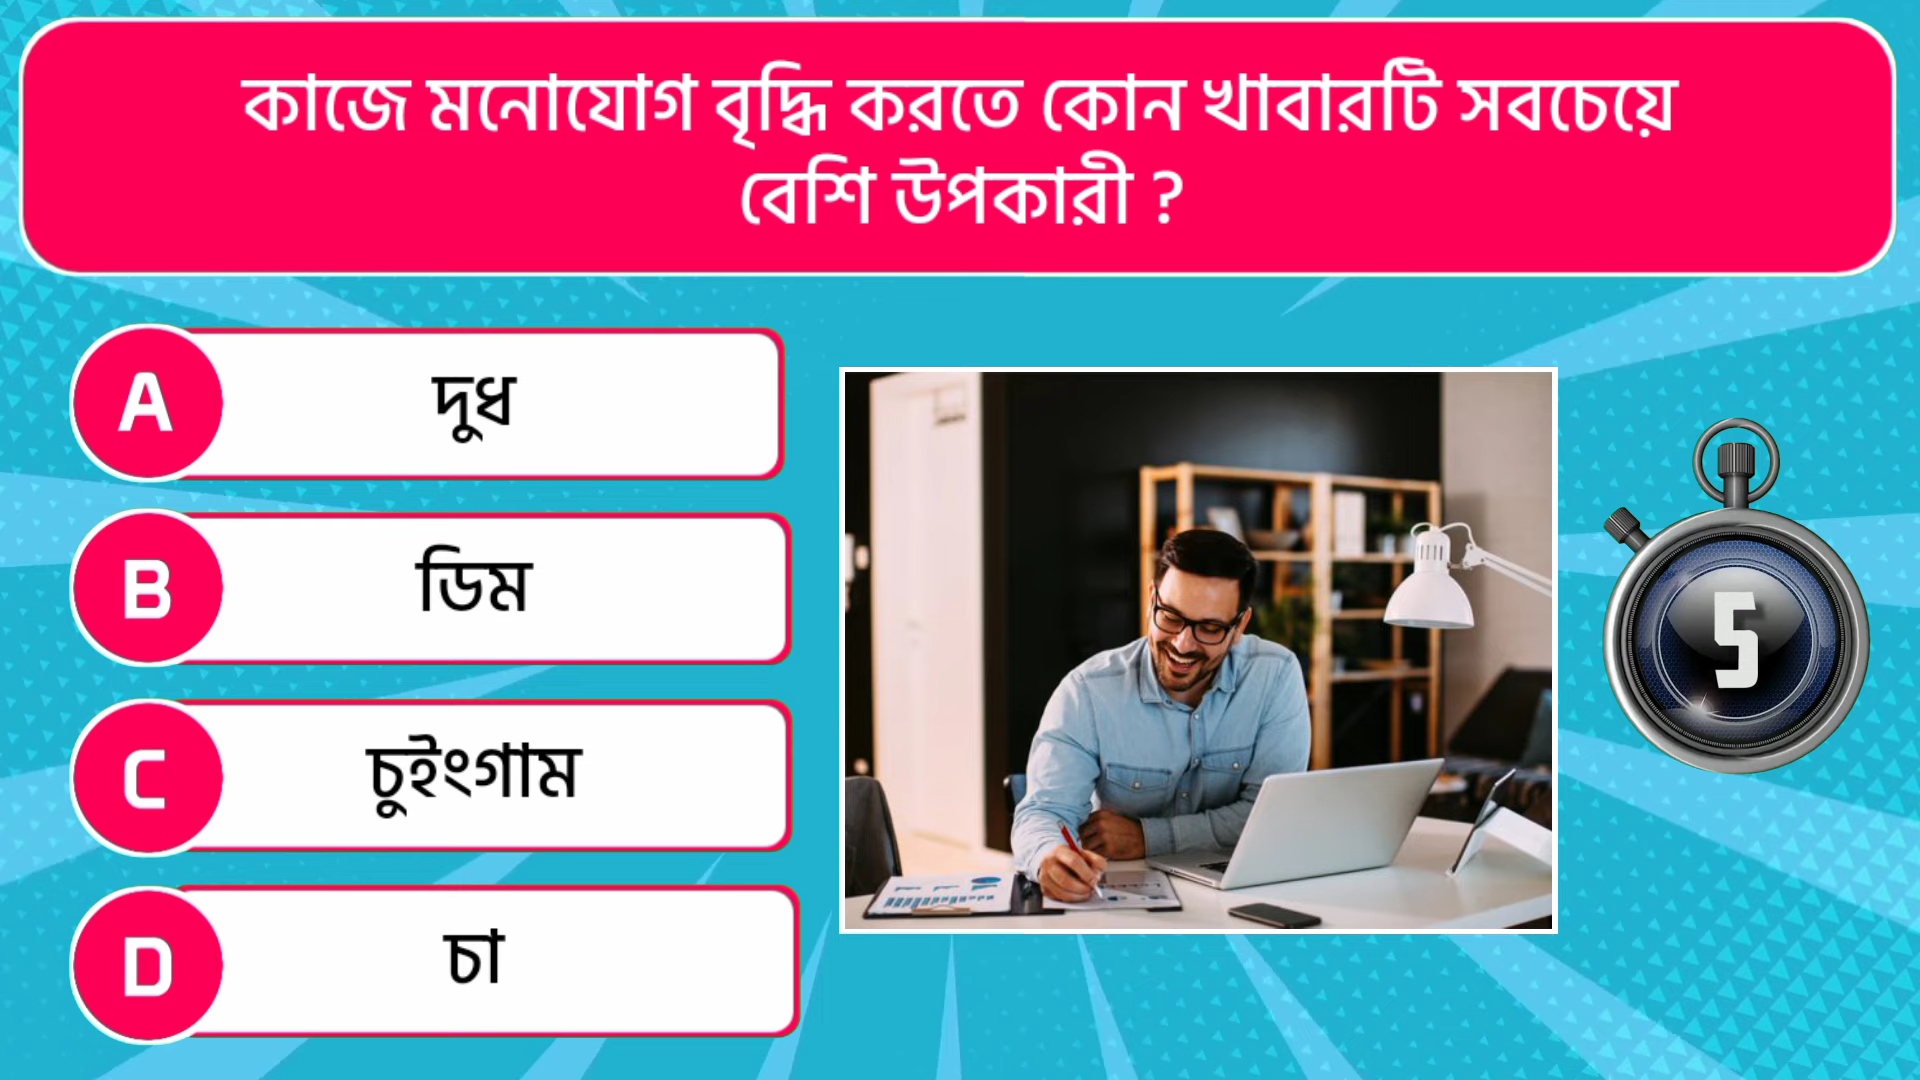 কাজে মনোযোগ বৃদ্ধি করতে কোন খাবারটি সবচেয়ে
বেশি উপকারী ?
A দুধ
B ডিম
C চুইংগাম
D চা
5